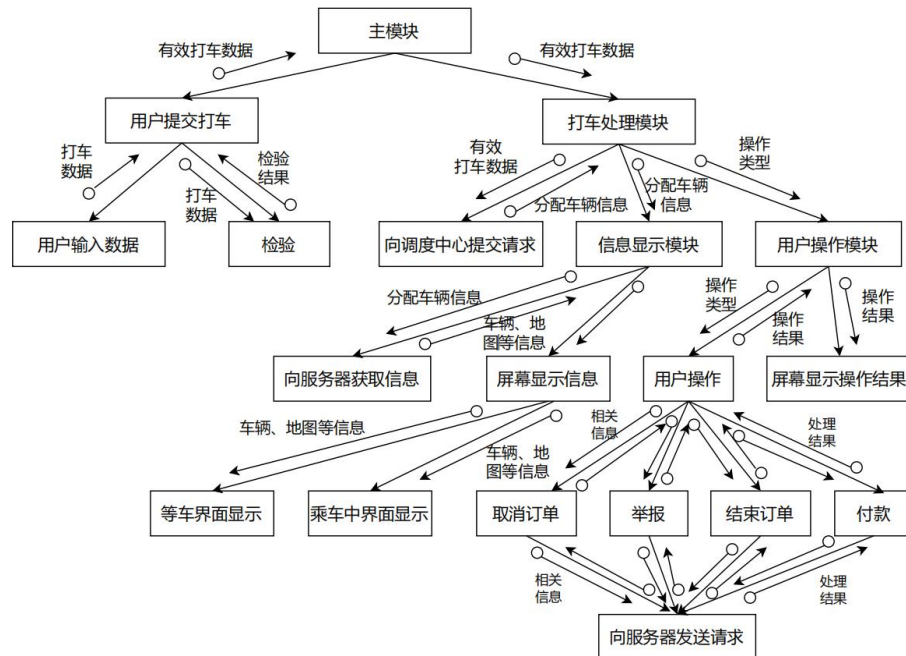 主模块
有效打车数据
有效打车数据
用户提交打车
打车处理模块
打车
数据
打车
数据
检验
结果
有效
打车数据
分配车辆信息
分配车辆
信息
操作
类型
用户输入数据
检验
向调度中心提交请求
信息显示模块
用户操作模块
分配车辆信息
车辆、地
图等信息
操作
类型
操作
结果
操作
结果
向服务器获取信息
屏幕显示信息
用户操作
屏幕显示操作结果
车辆、地图等信息
车辆、地
图等信息
相关
信息
处理
结果
等车界面显示
乘车中界面显示
取消订单
举报
结束订单
付款
相关
信息
处理
结果
向服务器发送请求